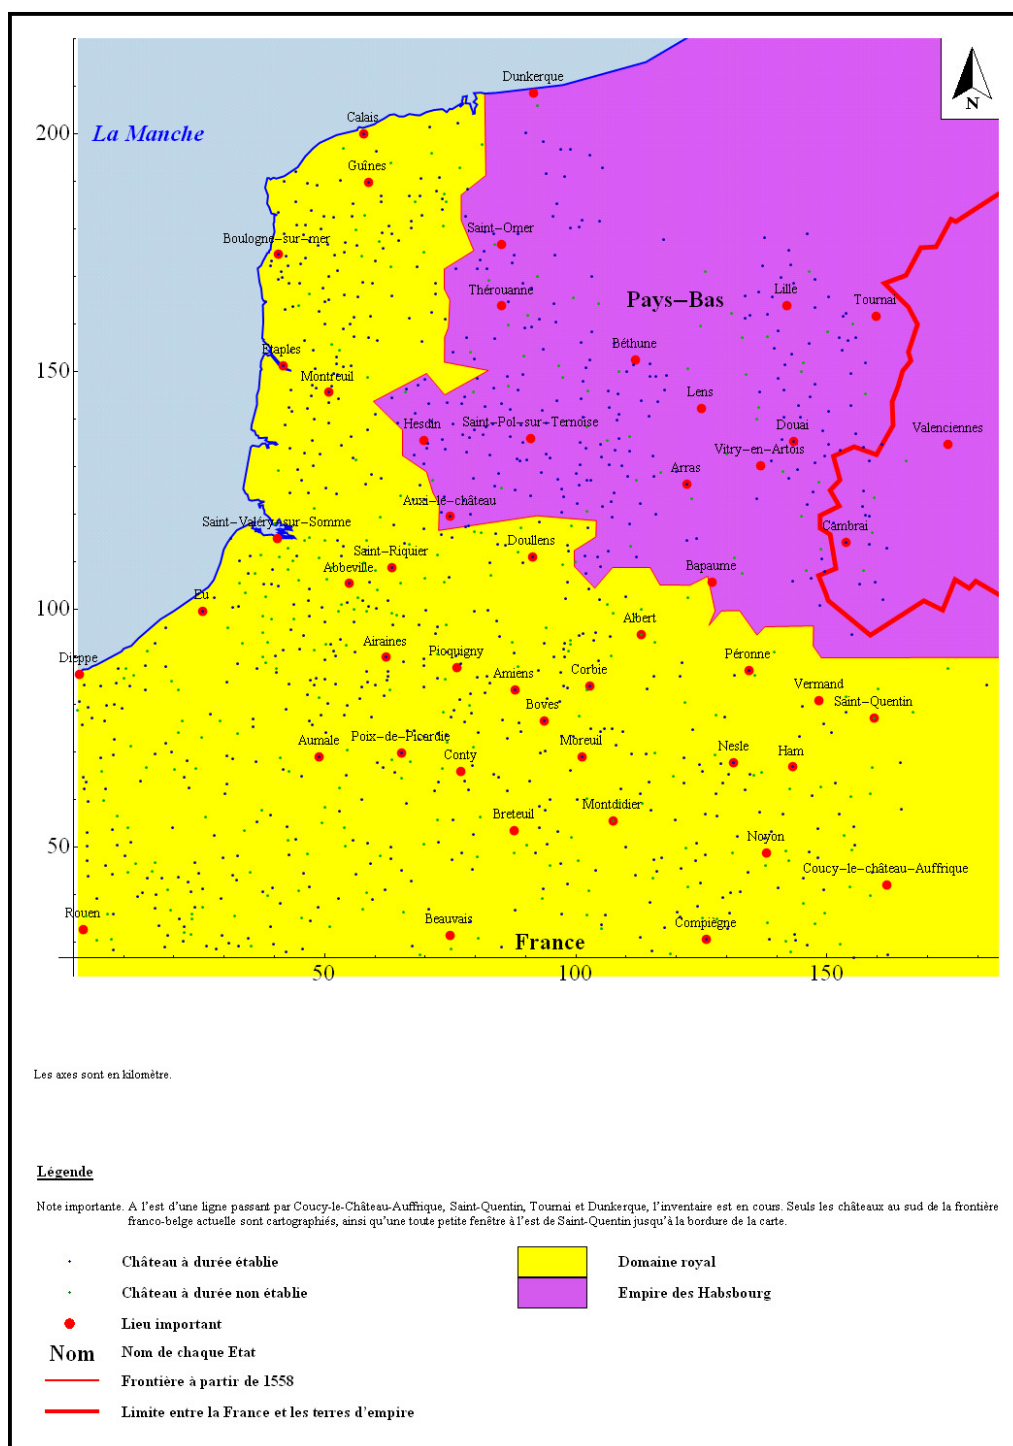 Dunkerque
N
200
La Manche
Calais
Guînes
Boulogne-sur-mer
Saint-Omer
Thérouanne
Pays-Bas
Lille
Tournai
150
Etaples
Montreuil
Béthune
Lens
Hesdin
Saint-Pol-sur-Ternoise
Douai
Valenciennes
Vitry-en-Artois
Arras
Auxi-le-château
Saint-Valéry-sur-Somme
Cambrai
Saint-Riquier
Doullens
Abbeville
Bapaume
100
Eu
Albert
Airaines
Pioquigny
Dieppe
Amiens
Corbie
Péronne
Boves
Vermand
Saint-Quentin
Aumale
Poix-de-Picardie
Conty
Moreuil
Nesle
Ham
50
Breteuil
Montdidier
Noyon
Coucy-le-château-Auffrique
Rouen
Beauvais
Compiègne
France
50 100 150
Les axes sont en kilomètre.
Légende
Note importante. A l'est d'une ligne passant par Coucy-le-Château-Auffrique, Saint-Quentin, Tournai et Dunkerque, l'inventaire est en cours. Seuls les châteaux au sud de la frontière
franco-belge actuelle sont cartographiés, ainsi qu'une toute petite fenêtre à l'est de Saint-Quentin jusqu'à la bordure de la carte.
Château à durée établie
Domaine royal
Château à durée non établie
Empire des Habsbourg
Lieu important
Nom Nom de chaque Etat
Frontière à partir de 1558
Limite entre la France et les terres d'empire